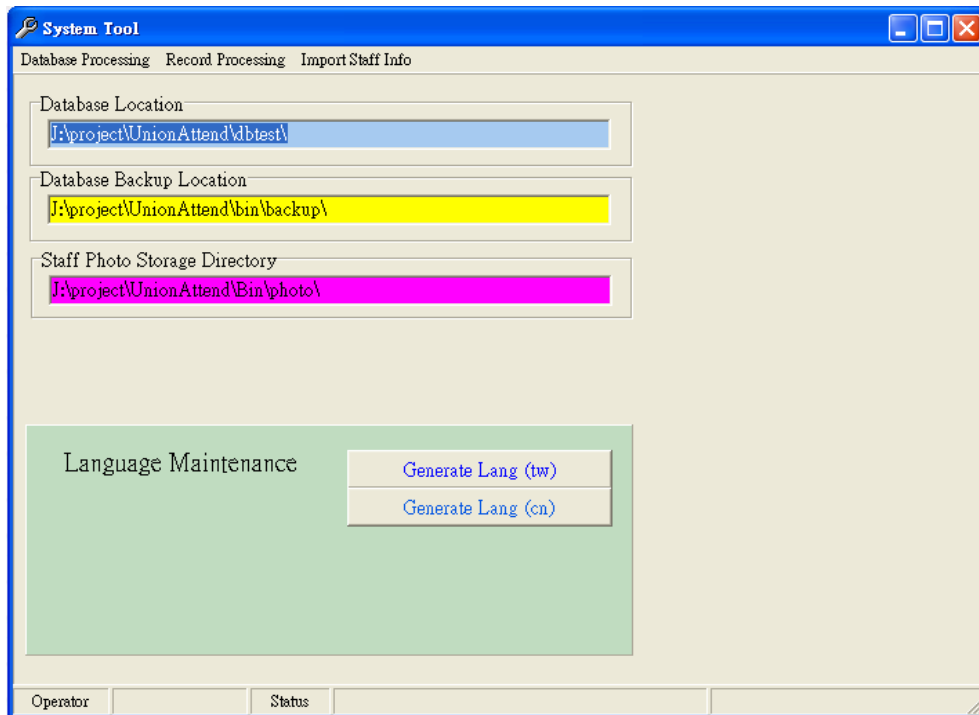 System Tool
Database Processing Record Processing Import Staff Info
Database Location
J:\project\UnionAttend\dbtest\
Database Backup Location
J:\project\UnionAttend\bin\backup\
Staff Photo Storage Directory
J:\project\UnionAttend\Bin\photo\
Language Maintenance
Generate Lang (tw)
Generate Lang (cn)
Operator Status